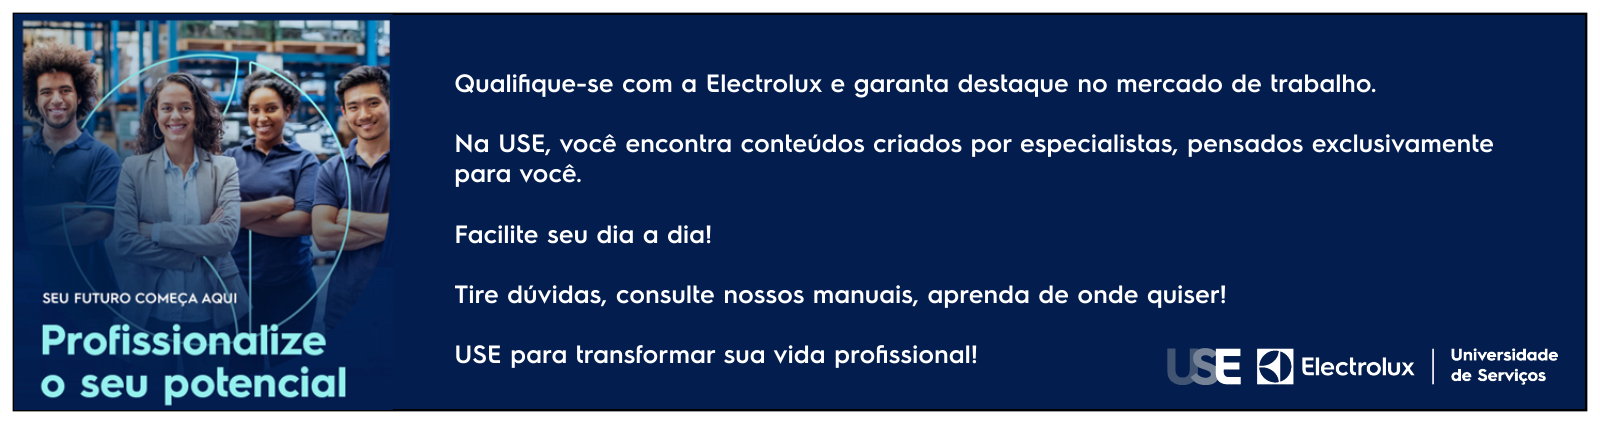 SEU FUTURO COMEÇA AQUI
Profissionalize
o seu potencial
Qualifique-se com a Electrolux e garanta destaque no mercado de trabalho.
Na USE, você encontra conteúdos criados por especialistas, pensados exclusivamente
para você.
Facilite seu dia a dia!
Tire dúvidas, consulte nossos manuais, aprenda de onde quiser!
USE para transformar sua vida profissional!
USE Electrolux
Universidade
de Serviços